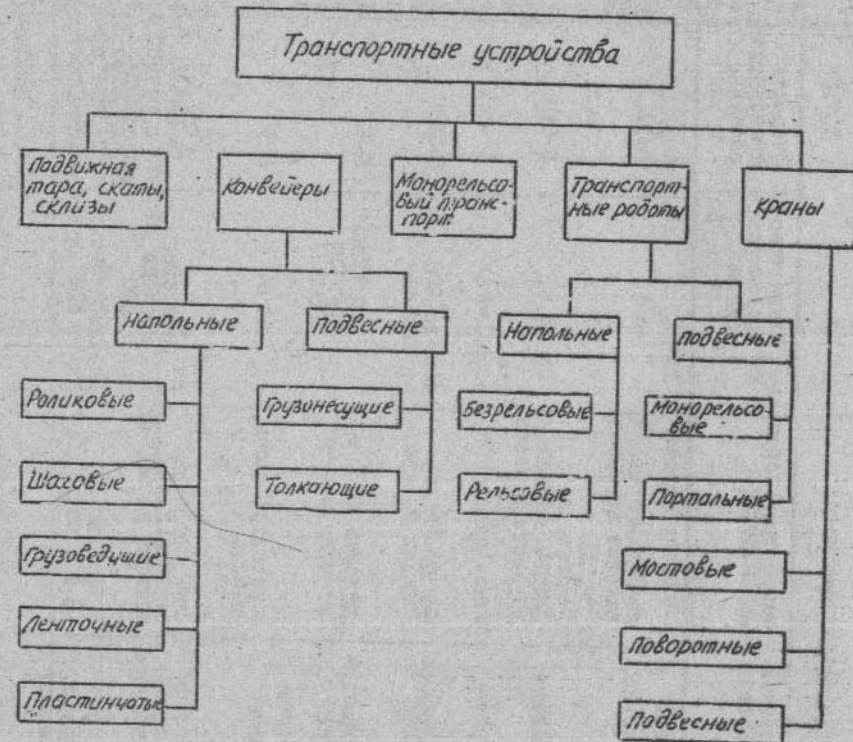 Транспортные устройства
Подвижная
тара, скаты,
склизы
Конвейеры
Монорельсо-
вый транс-
порт
Транспорт-
ные роботы
Краны
Напольные
Подвесные
Напольные
Подвесные
Роликовые
Грузонесущие
Безрельсовые
Монорельсо-
вые
Шаговые
Толкающие
Рельсовые
Портальные
Грузоведущие
Мостовые
Ленточные
Поворотные
Пластинчатые
Подвесные